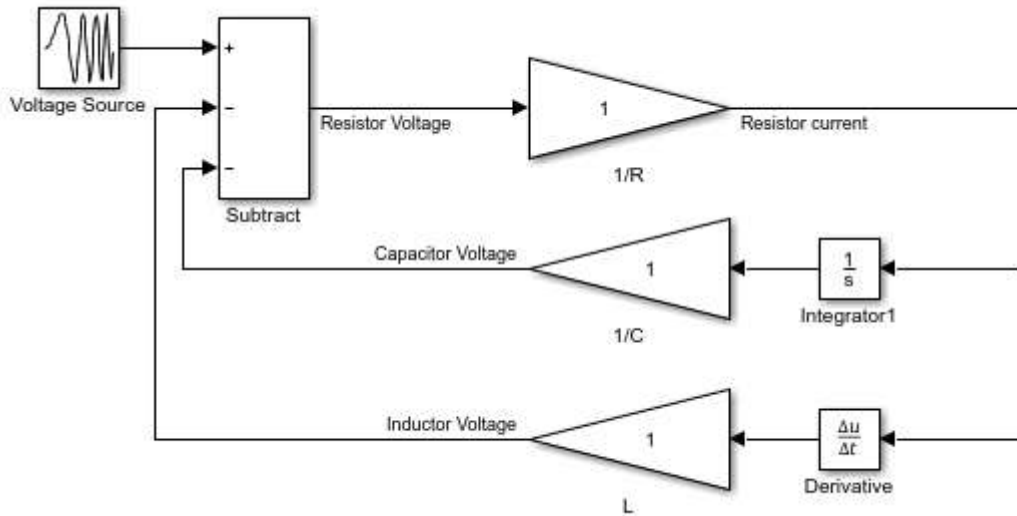 Voltage Source
+
−
−
Subtract
Resistor Voltage
1
1/R
Resistor current
Capacitor Voltage
1
1/C
1
s
Integrator1
Inductor Voltage
1
L
Δu
Δt
Derivative